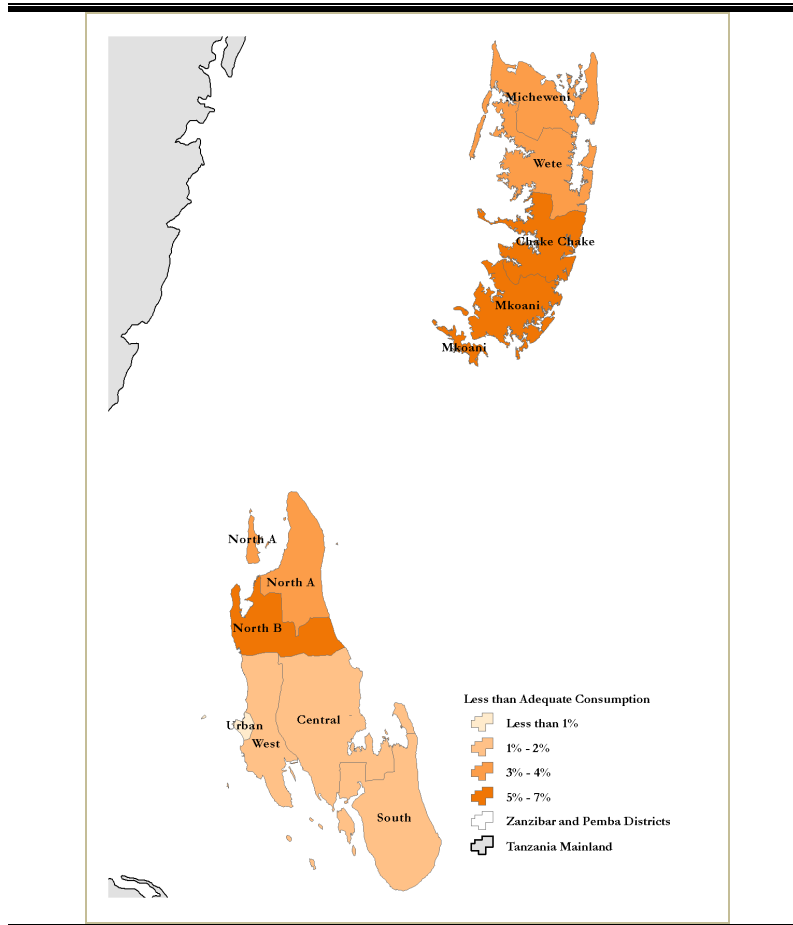 Micheweni
Wete
Chake Chake
Mkoani
Mkoani
North A
North A
North B
Urban
West
Central
South
Less than Adequate Consumption
Less than 1%
1% - 2%
3% - 4%
5% - 7%
Zanzibar and Pemba Districts
Tanzania Mainland